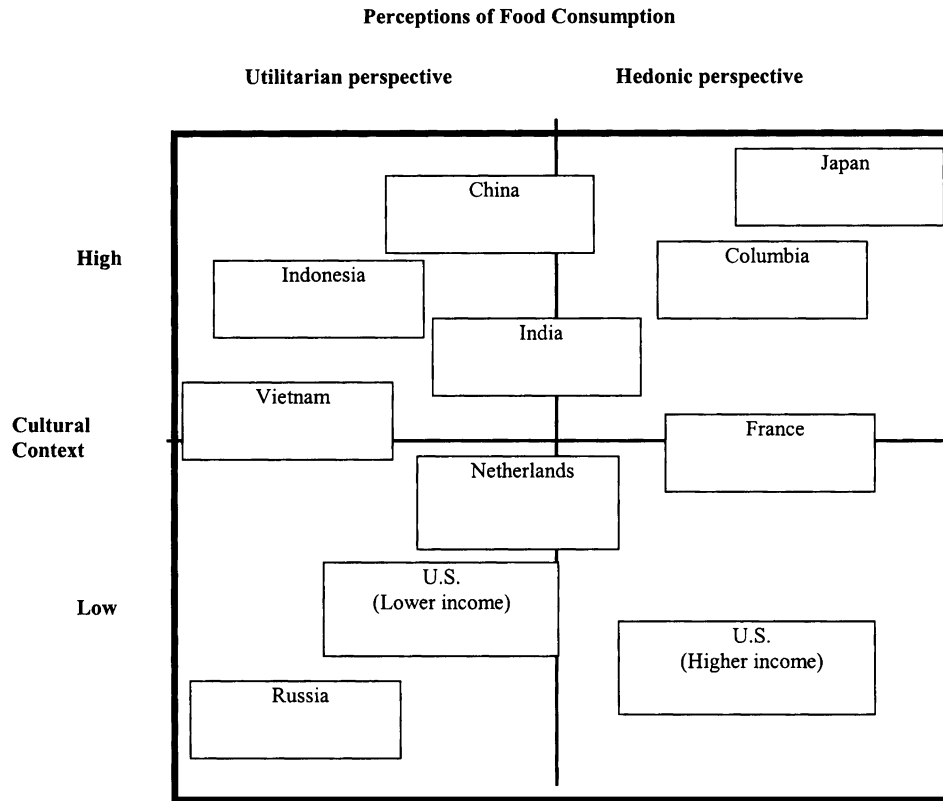 Perceptions of Food Consumption
Utilitarian perspective
Hedonic perspective
Japan
China
High
Columbia
Indonesia
India
Vietnam
Cultural
Context
France
Netherlands
U.S.
(Lower income)
Low
U.S.
(Higher income)
Russia